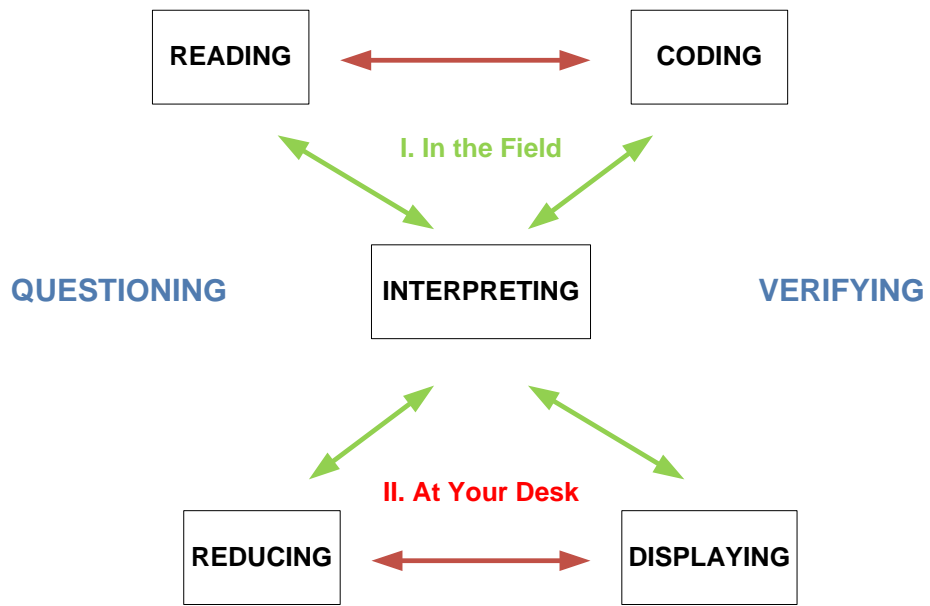 READING
CODING
I. In the Field
QUESTIONING
INTERPRETING
VERIFYING
II. At Your Desk
REDUCING
DISPLAYING